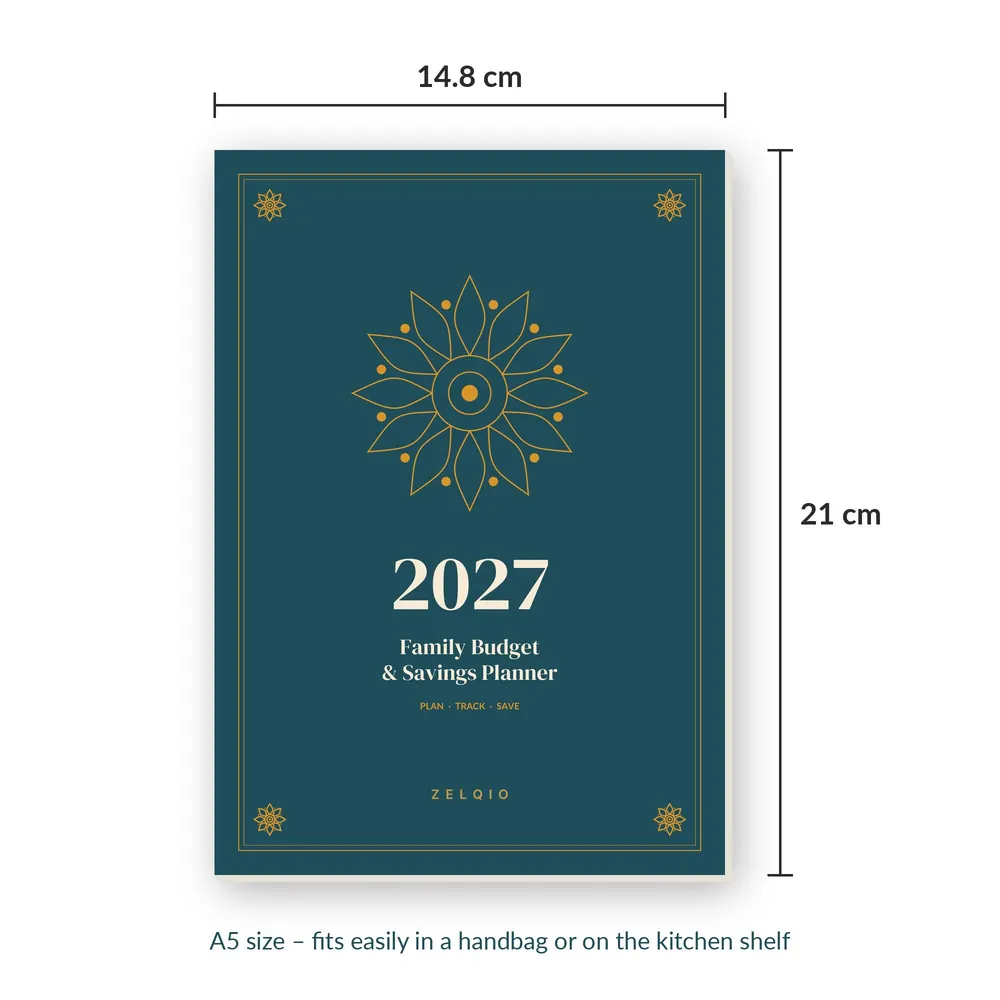 14.8 cm
21 cm
2027
Family Budget
& Savings Planner
PLAN · TRACK · SAVE
ZELQIO
A5 size – fits easily in a handbag or on the kitchen shelf